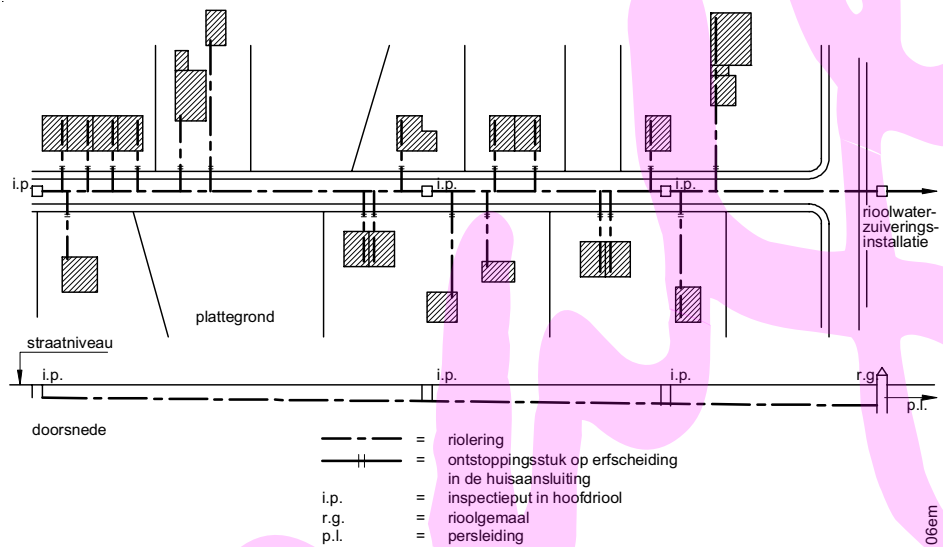 i.p.
i.p.
i.p.
rioolwater-
zuiverings-
installatie
plattegrond
straatniveau
i.p.
i.p.
i.p.
r.g.
p.l.
doorsnede
= riolering
= ontstoppingsstuk op erfscheiding
in de huisaansluiting
i.p. = inspectieput in hoofdriool
r.g. = rioolgemaal
p.l. = persleiding
06em